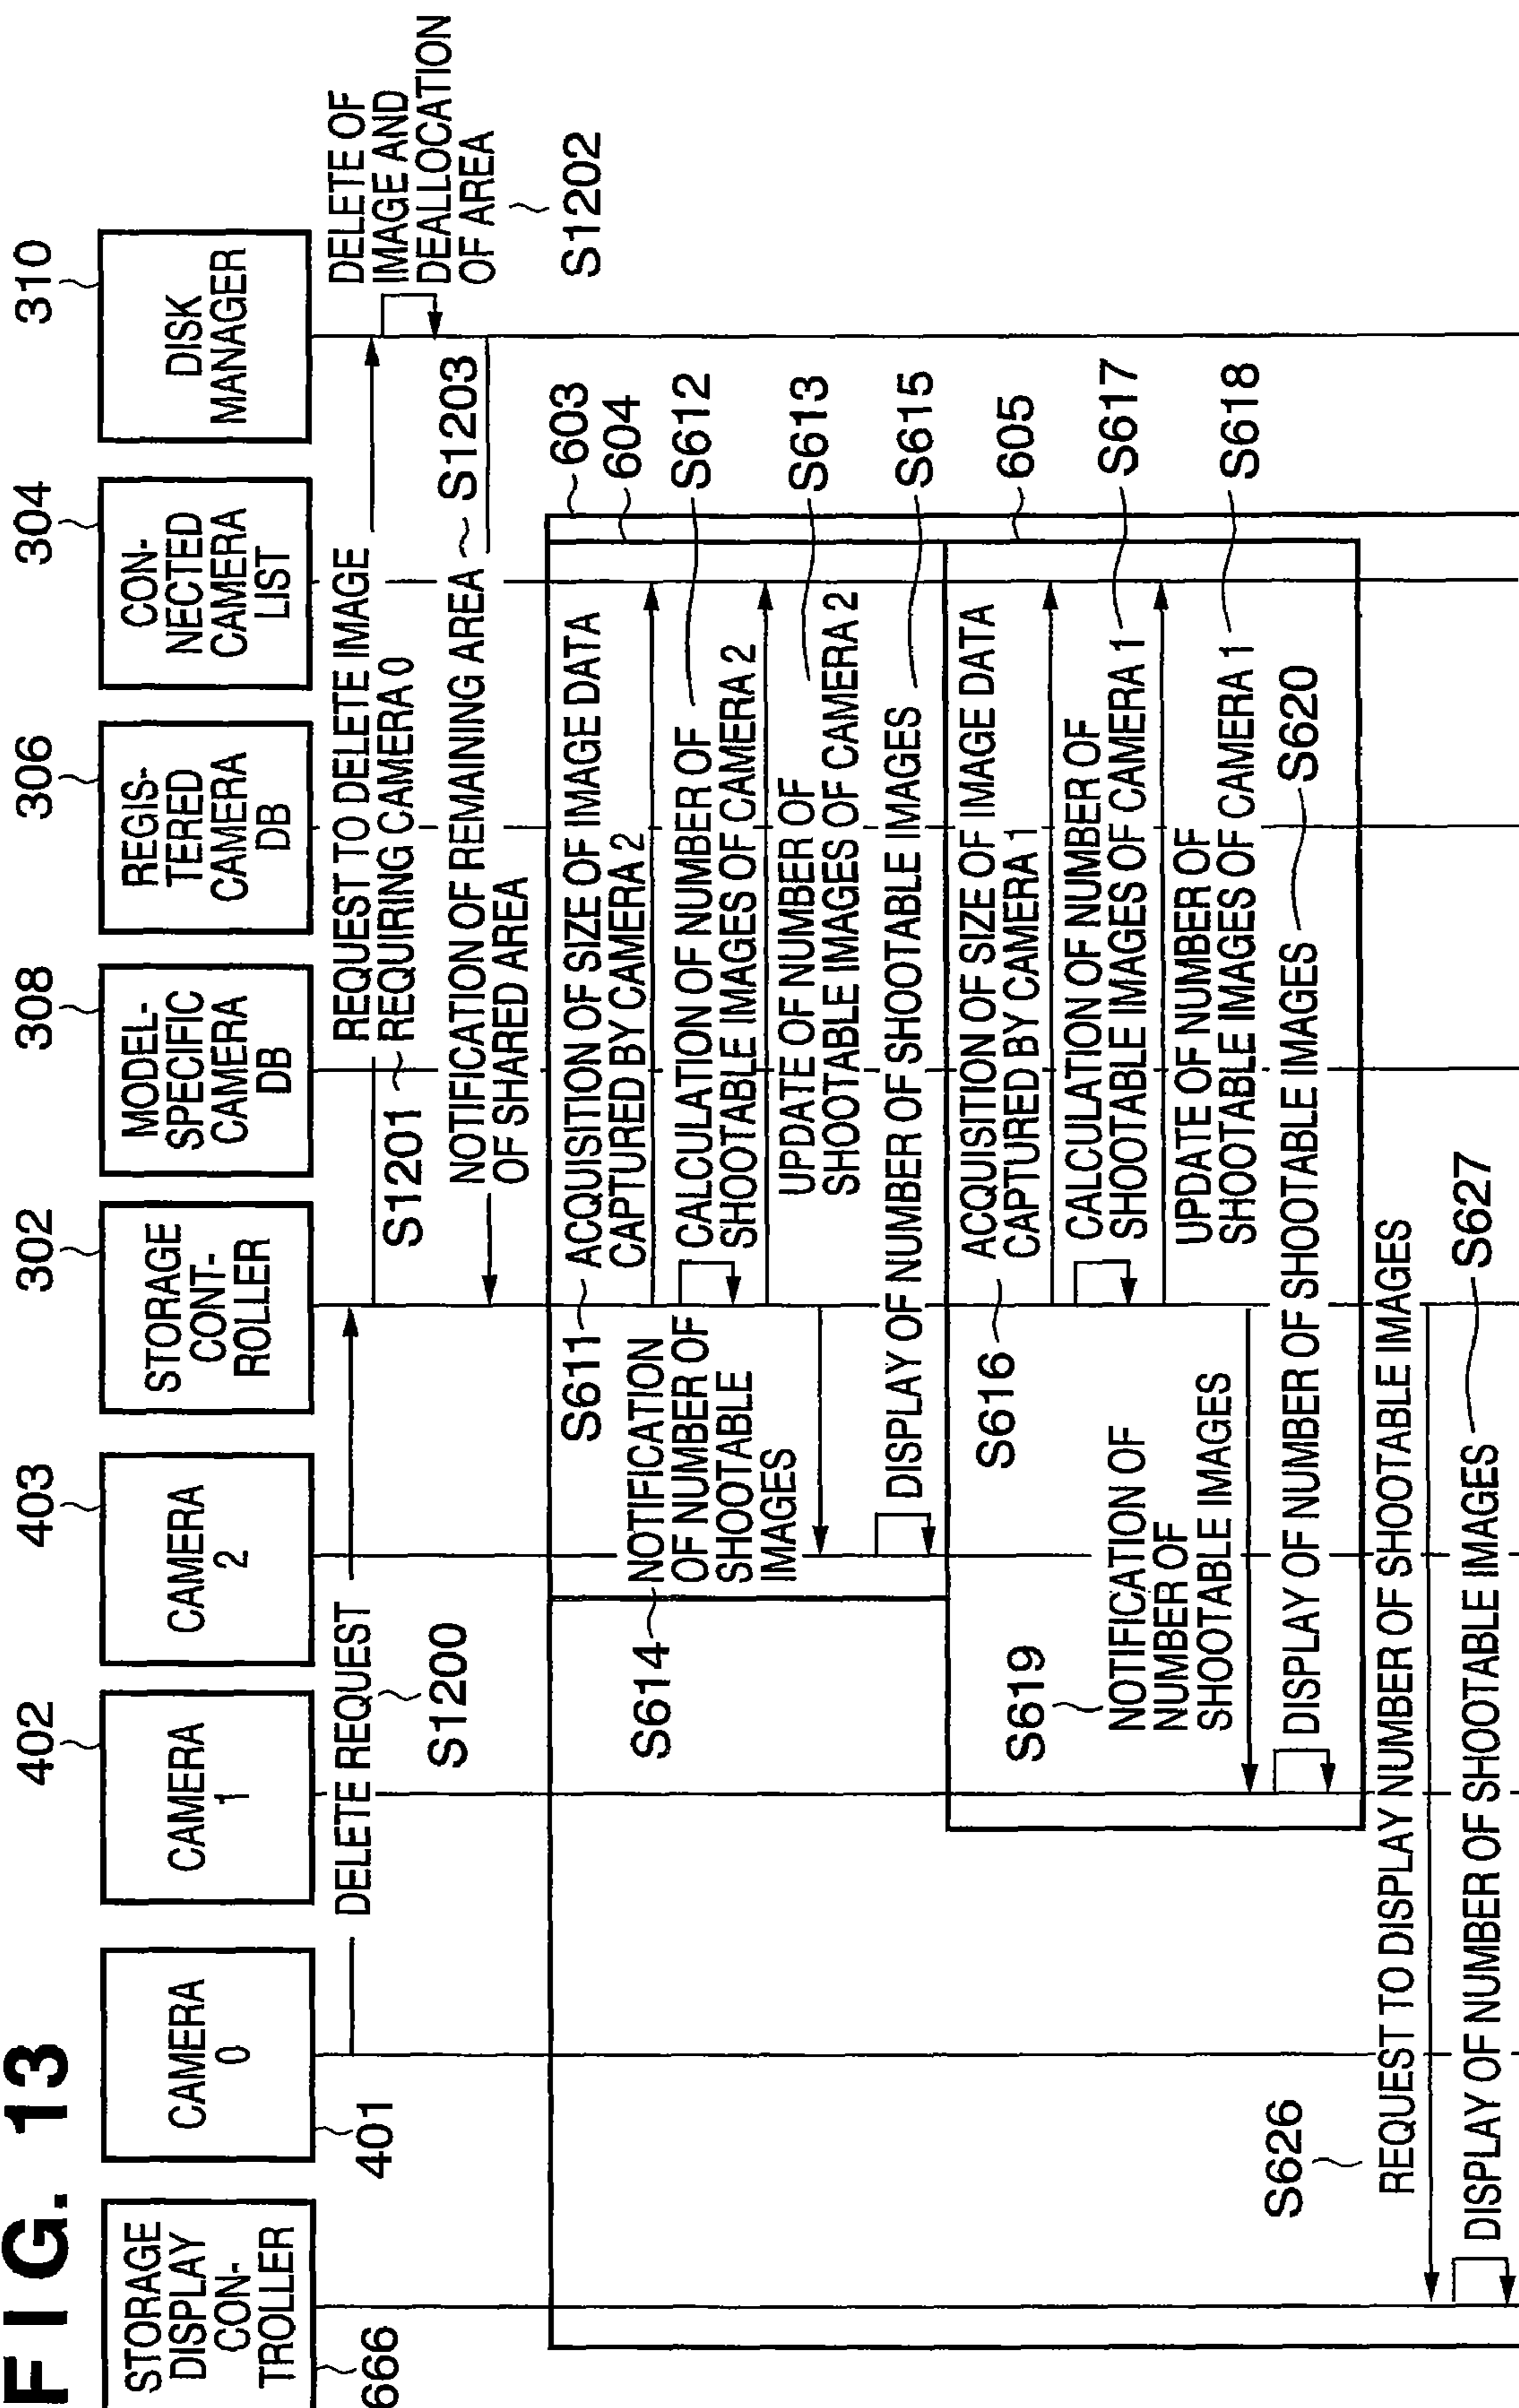 FIG. 13
666
STORAGE
DISPLAY
CON-
TROLLER
401
CAMERA
0
402
CAMERA
1
403
CAMERA
2
302
STORAGE
CONT-
ROLLER
308
MODEL-
SPECIFIC
CAMERA
DB
306
REGIS-
TERED
CAMERA
DB
304
CON-
NECTED
CAMERA
LIST
310
DISK
MANAGER
DELETE REQUEST
S1200
REQUEST TO DELETE IMAGE
REQUIRING CAMERA 0
S1201
DELETE OF
IMAGE AND
DEALLOCATION
OF AREA
S1202
NOTIFICATION OF REMAINING AREA
OF SHARED AREA
S1203
603
604
S611
ACQUISITION OF SIZE OF IMAGE DATA
CAPTURED BY CAMERA 2
CALCULATION OF NUMBER OF
SHOOTABLE IMAGES OF CAMERA 2
S612
UPDATE OF NUMBER OF
SHOOTABLE IMAGES OF CAMERA 2
S613
S614
NOTIFICATION
OF NUMBER OF
SHOOTABLE
IMAGES
DISPLAY OF NUMBER OF SHOOTABLE IMAGES
S615
605
S616
ACQUISITION OF SIZE OF IMAGE DATA
CAPTURED BY CAMERA 1
CALCULATION OF NUMBER OF
SHOOTABLE IMAGES OF CAMERA 1
S617
UPDATE OF NUMBER OF
SHOOTABLE IMAGES OF CAMERA 1
S618
S619
NOTIFICATION OF
NUMBER OF
SHOOTABLE IMAGES
DISPLAY OF NUMBER OF SHOOTABLE IMAGES
S620
S626
REQUEST TO DISPLAY NUMBER OF SHOOTABLE IMAGES
DISPLAY OF NUMBER OF SHOOTABLE IMAGES
S627